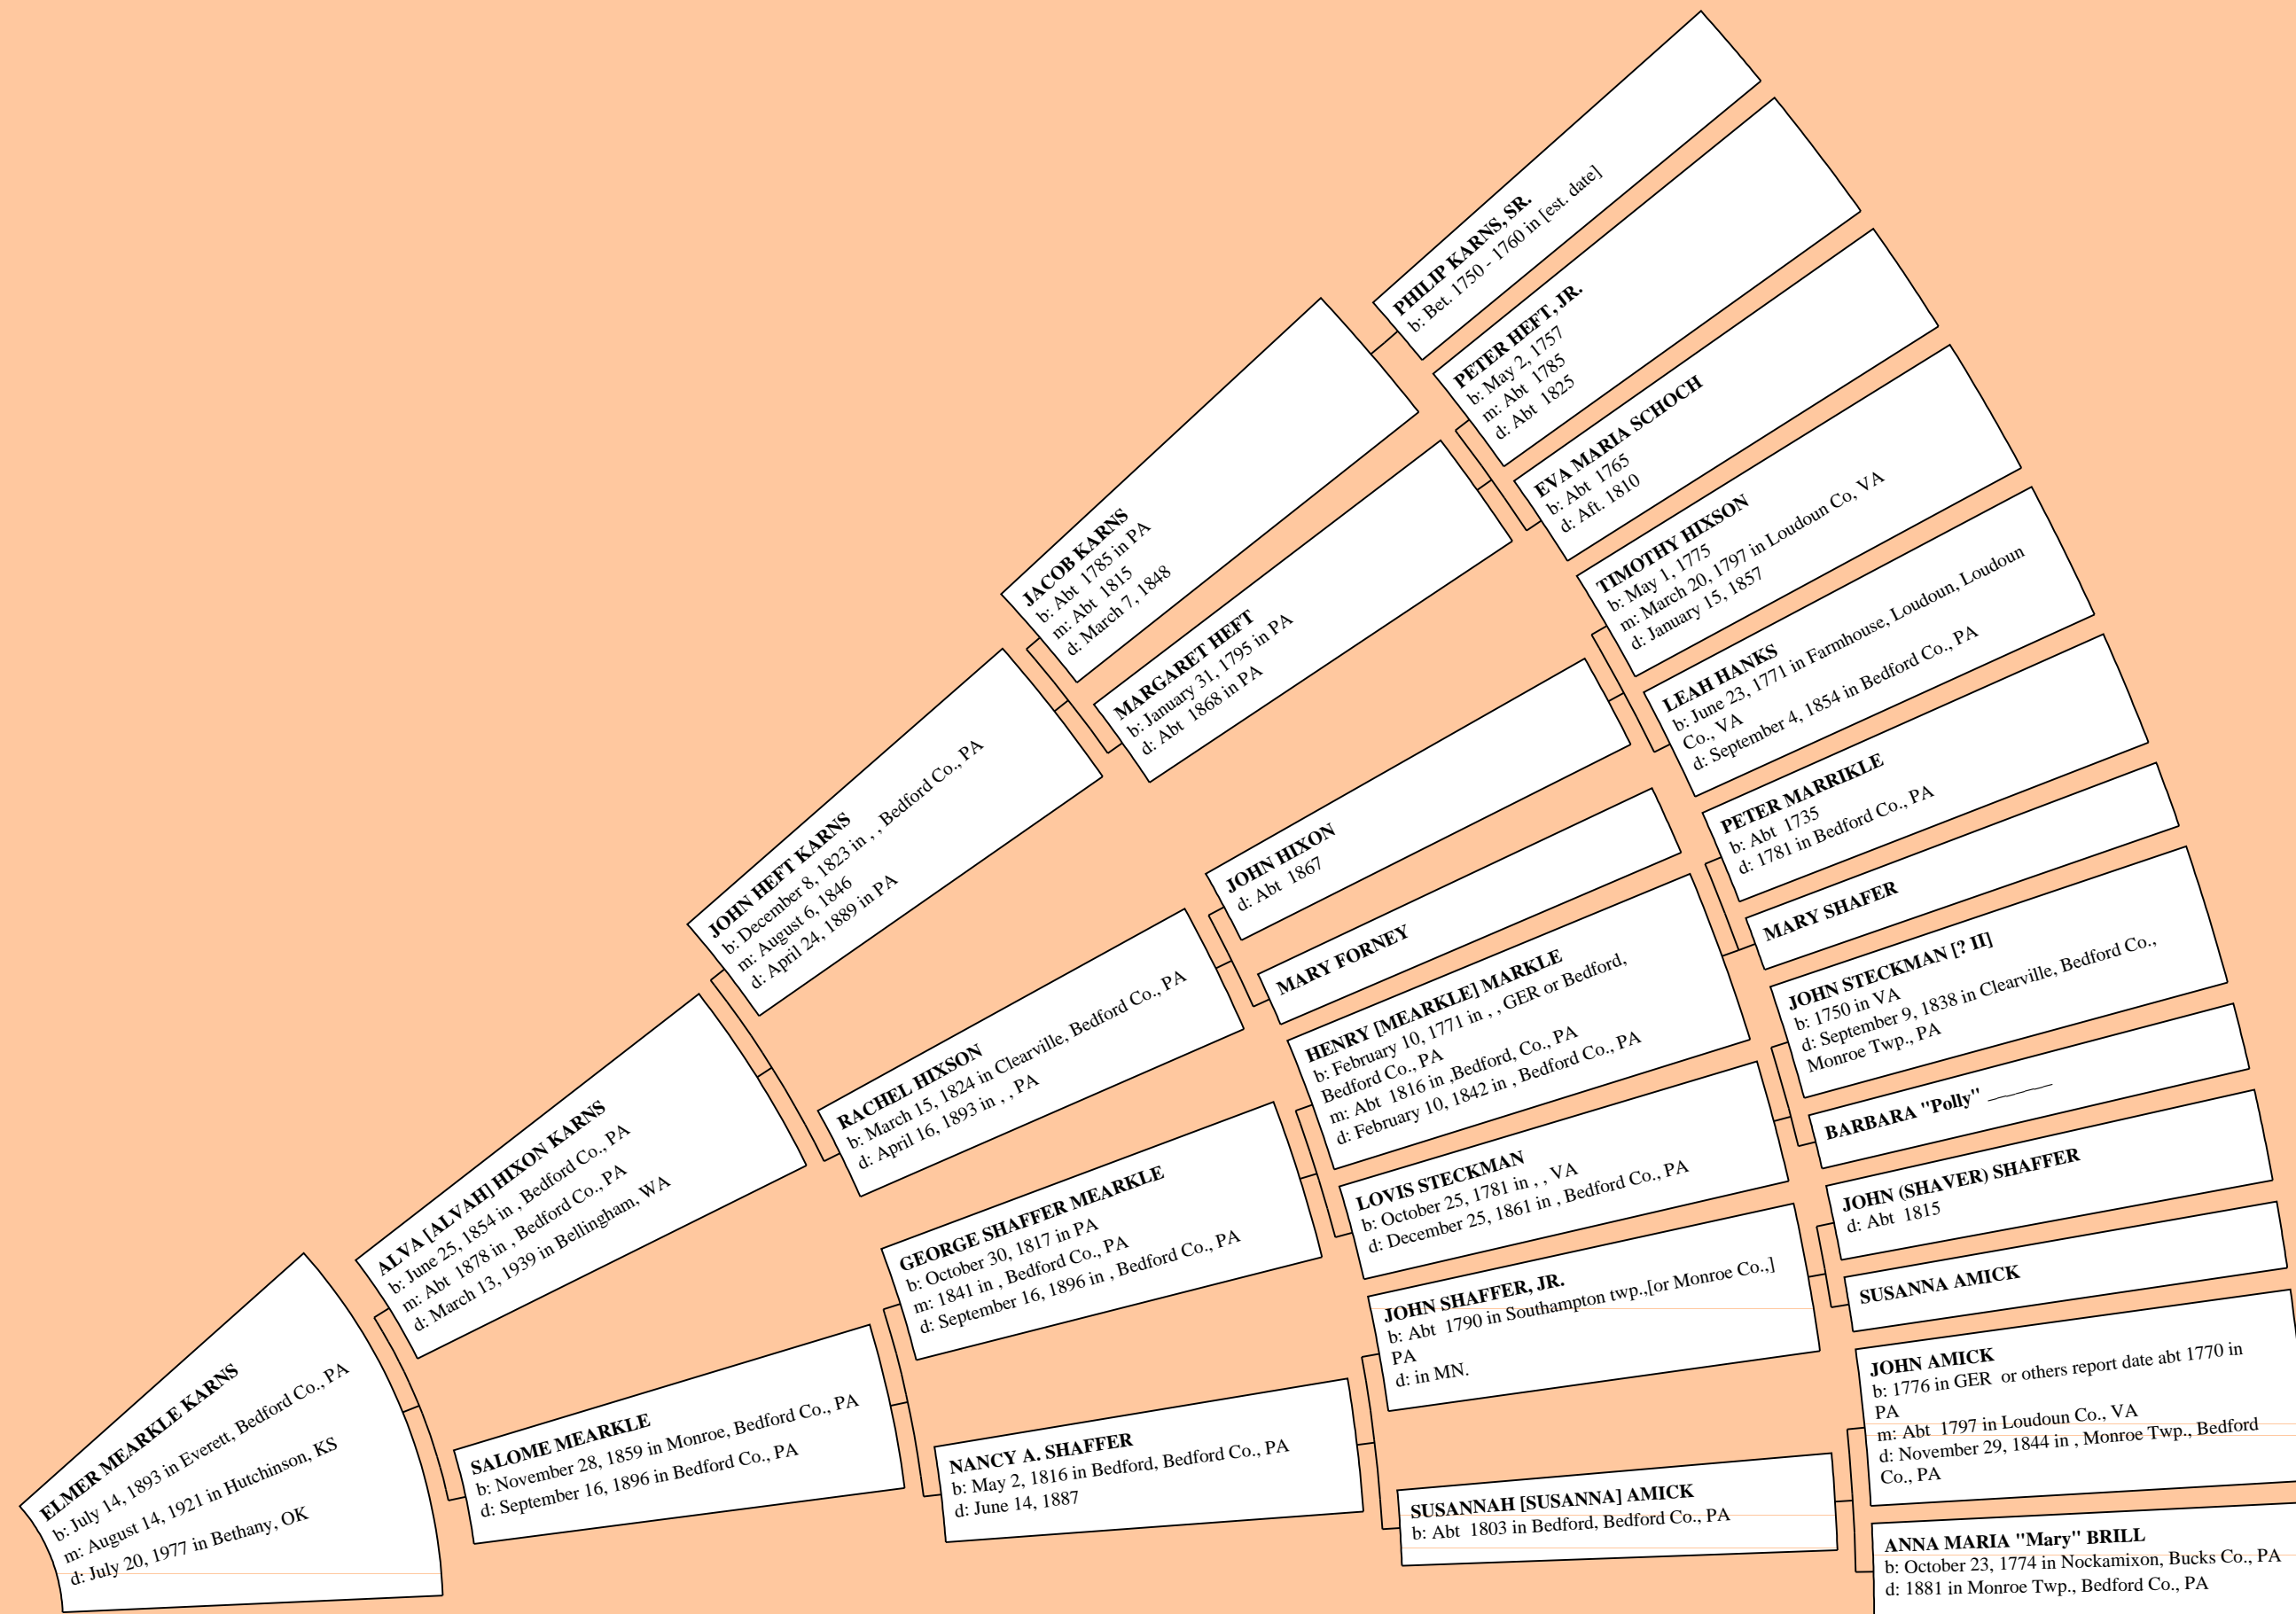 ELMER MEARKLE KARNS
b: July 14, 1893 in Everett, Bedford Co., PA
m: August 14, 1921 in Hutchinson, KS
d: July 20, 1977 in Bethany, OK
ALVA [ALVAH] HIXON KARNS
b: June 25, 1854 in , Bedford Co., PA
m: Abt 1878 in , Bedford Co., PA
d: March 13, 1939 in Bellingham, WA
SALOME MEARKLE
b: November 28, 1859 in Monroe, Bedford Co., PA
d: September 16, 1896 in Bedford Co., PA
JOHN HEFT KARNS
b: December 8, 1823 in , , Bedford Co., PA
m: August 6, 1846
d: April 24, 1889 in PA
RACHEL HIXSON
b: March 15, 1824 in Clearville, Bedford Co., PA
d: April 16, 1893 in , , PA
GEORGE SHAFFER MEARKLE
b: October 30, 1817 in PA
m: 1841 in , Bedford Co., PA
d: September 16, 1896 in , Bedford Co., PA
NANCY A. SHAFFER
b: May 2, 1816 in Bedford, Bedford Co., PA
d: June 14, 1887
JACOB KARNS
b: Abt 1785 in PA
m: Abt 1815
d: March 7, 1848
MARGARET HEFT
b: January 31, 1795 in PA
d: Abt 1868 in PA
JOHN HIXON
d: Abt 1867
MARY FORNEY
HENRY [MEARKLE] MARKLE
b: February 10, 1771 in , , GER or Bedford,
Bedford Co., PA
m: Abt 1816 in ,Bedford, Co., PA
d: February 10, 1842 in , Bedford Co., PA
LOVIS STECKMAN
b: October 25, 1781 in , , VA
d: December 25, 1861 in , Bedford Co., PA
JOHN SHAFFER, JR.
b: Abt 1790 in Southampton twp.,[or Monroe Co.,]
PA
d: in MN.
SUSANNAH [SUSANNA] AMICK
b: Abt 1803 in Bedford, Bedford Co., PA
PHILIP KARNS, SR.
b: Bet. 1750 - 1760 in [est. date]
PETER HEFT, JR.
b: May 2, 1757
m: Abt 1785
d: Abt 1825
EVA MARIA SCHOCH
b: Abt 1765
d: Aft. 1810
TIMOTHY HIXSON
b: May 1, 1775
m: March 20, 1797 in Loudoun Co, VA
d: January 15, 1857
LEAH HANKS
b: June 23, 1771 in Farmhouse, Loudoun, Loudoun
Co., VA
d: September 4, 1854 in Bedford Co., PA
PETER MARRIKLE
b: Abt 1735
d: 1781 in Bedford Co., PA
MARY SHAFER
JOHN STECKMAN [? II]
b: 1750 in VA
d: September 9, 1838 in Clearville, Bedford Co.,
Monroe Twp., PA
BARBARA "Polly" ______
JOHN (SHAVER) SHAFFER
d: Abt 1815
SUSANNA AMICK
JOHN AMICK
b: 1776 in GER or others report date abt 1770 in
PA
m: Abt 1797 in Loudoun Co., VA
d: November 29, 1844 in , Monroe Twp., Bedford
Co., PA
ANNA MARIA "Mary" BRILL
b: October 23, 1774 in Nockamixon, Bucks Co., PA
d: 1881 in Monroe Twp., Bedford Co., PA